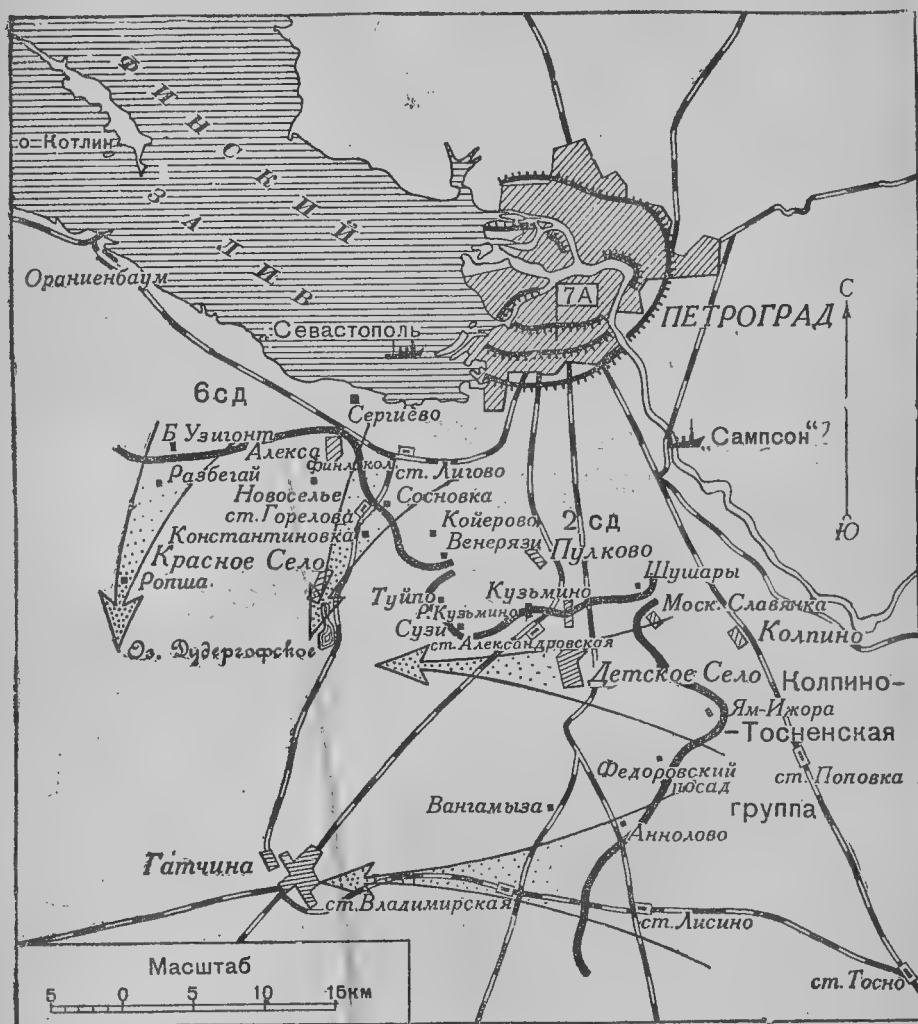 ФИНСКИЙ
ЗАЛИВ
о-Котлин
Ораниенбаум
Севастополь
7А
ПЕТРОГРАД
С
Ю
6сд
Сергиево
„Сампсон"?
Б Узигонт
Алекса
Финл кол
ст. Лигово
Разбегай
Новоселье
Сосновка
ст. Горелова
Койерово
2 сд
Константиновка
Венерязи
Пулково
Красное Село
Ропша
Шушары
Туйпо
Кузьмино
Моск. Славянка
Р. Кузьмино
Сузи
Колпино
ст. Александровская
Оз. Дудергофское
Детское Село
Колпино-
Ям-Ижора
-Тосненская
Федоровский
посад
ст. Поповка
Вангамыза
группа
Аннолово
Гатчина
ст. Владимирская
ст. Лисино
ст. Тосно
Масштаб
5 0 5 10 15км